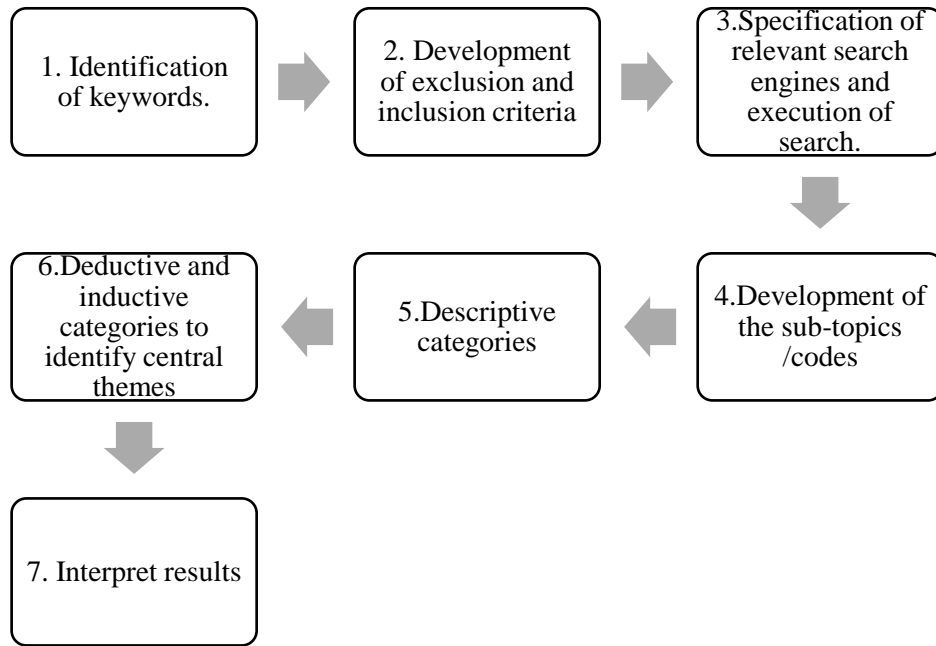 1. Identification
of keywords.
2. Development
of exclusion and
inclusion criteria
3.Specification of
relevant search
engines and
execution of
search.
4.Development of
the sub-topics
/codes
5.Descriptive
categories
6.Deductive and
inductive
categories to
identify central
themes
7. Interpret results